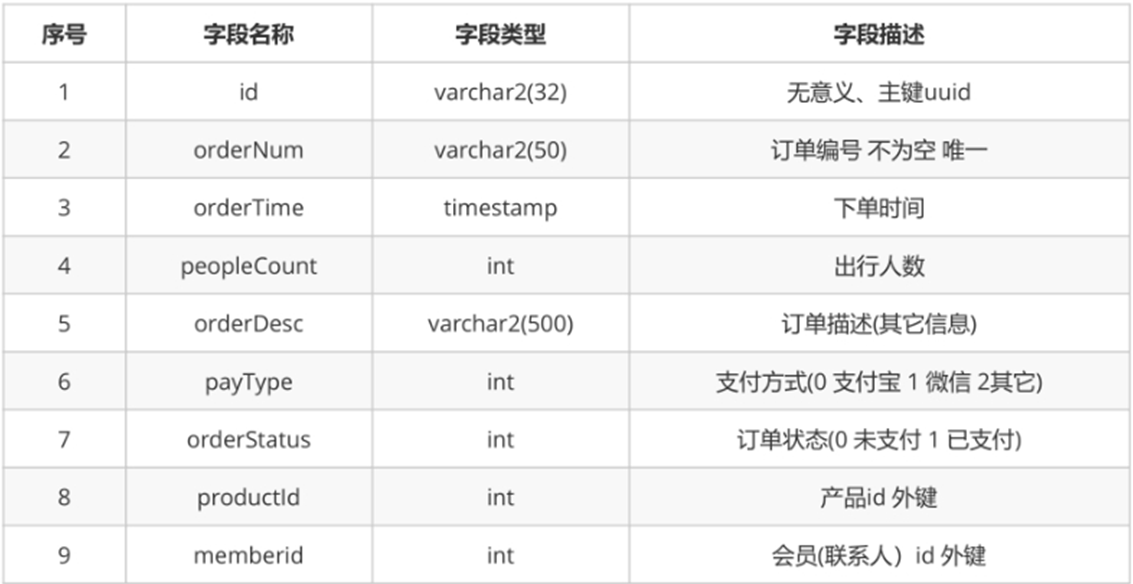 序号 字段名称 字段类型 字段描述
1 id varchar2(32) 无意义、主键uuid
2 orderNum varchar2(50) 订单编号 不为空 唯一
3 orderTime timestamp 下单时间
4 peopleCount int 出行人数
5 orderDesc varchar2(500) 订单描述(其它信息)
6 payType int 支付方式(0 支付宝 1 微信 2其它)
7 orderStatus int 订单状态(0 未支付 1 已支付)
8 productId int 产品id 外键
9 memberid int 会员(联系人）id 外键